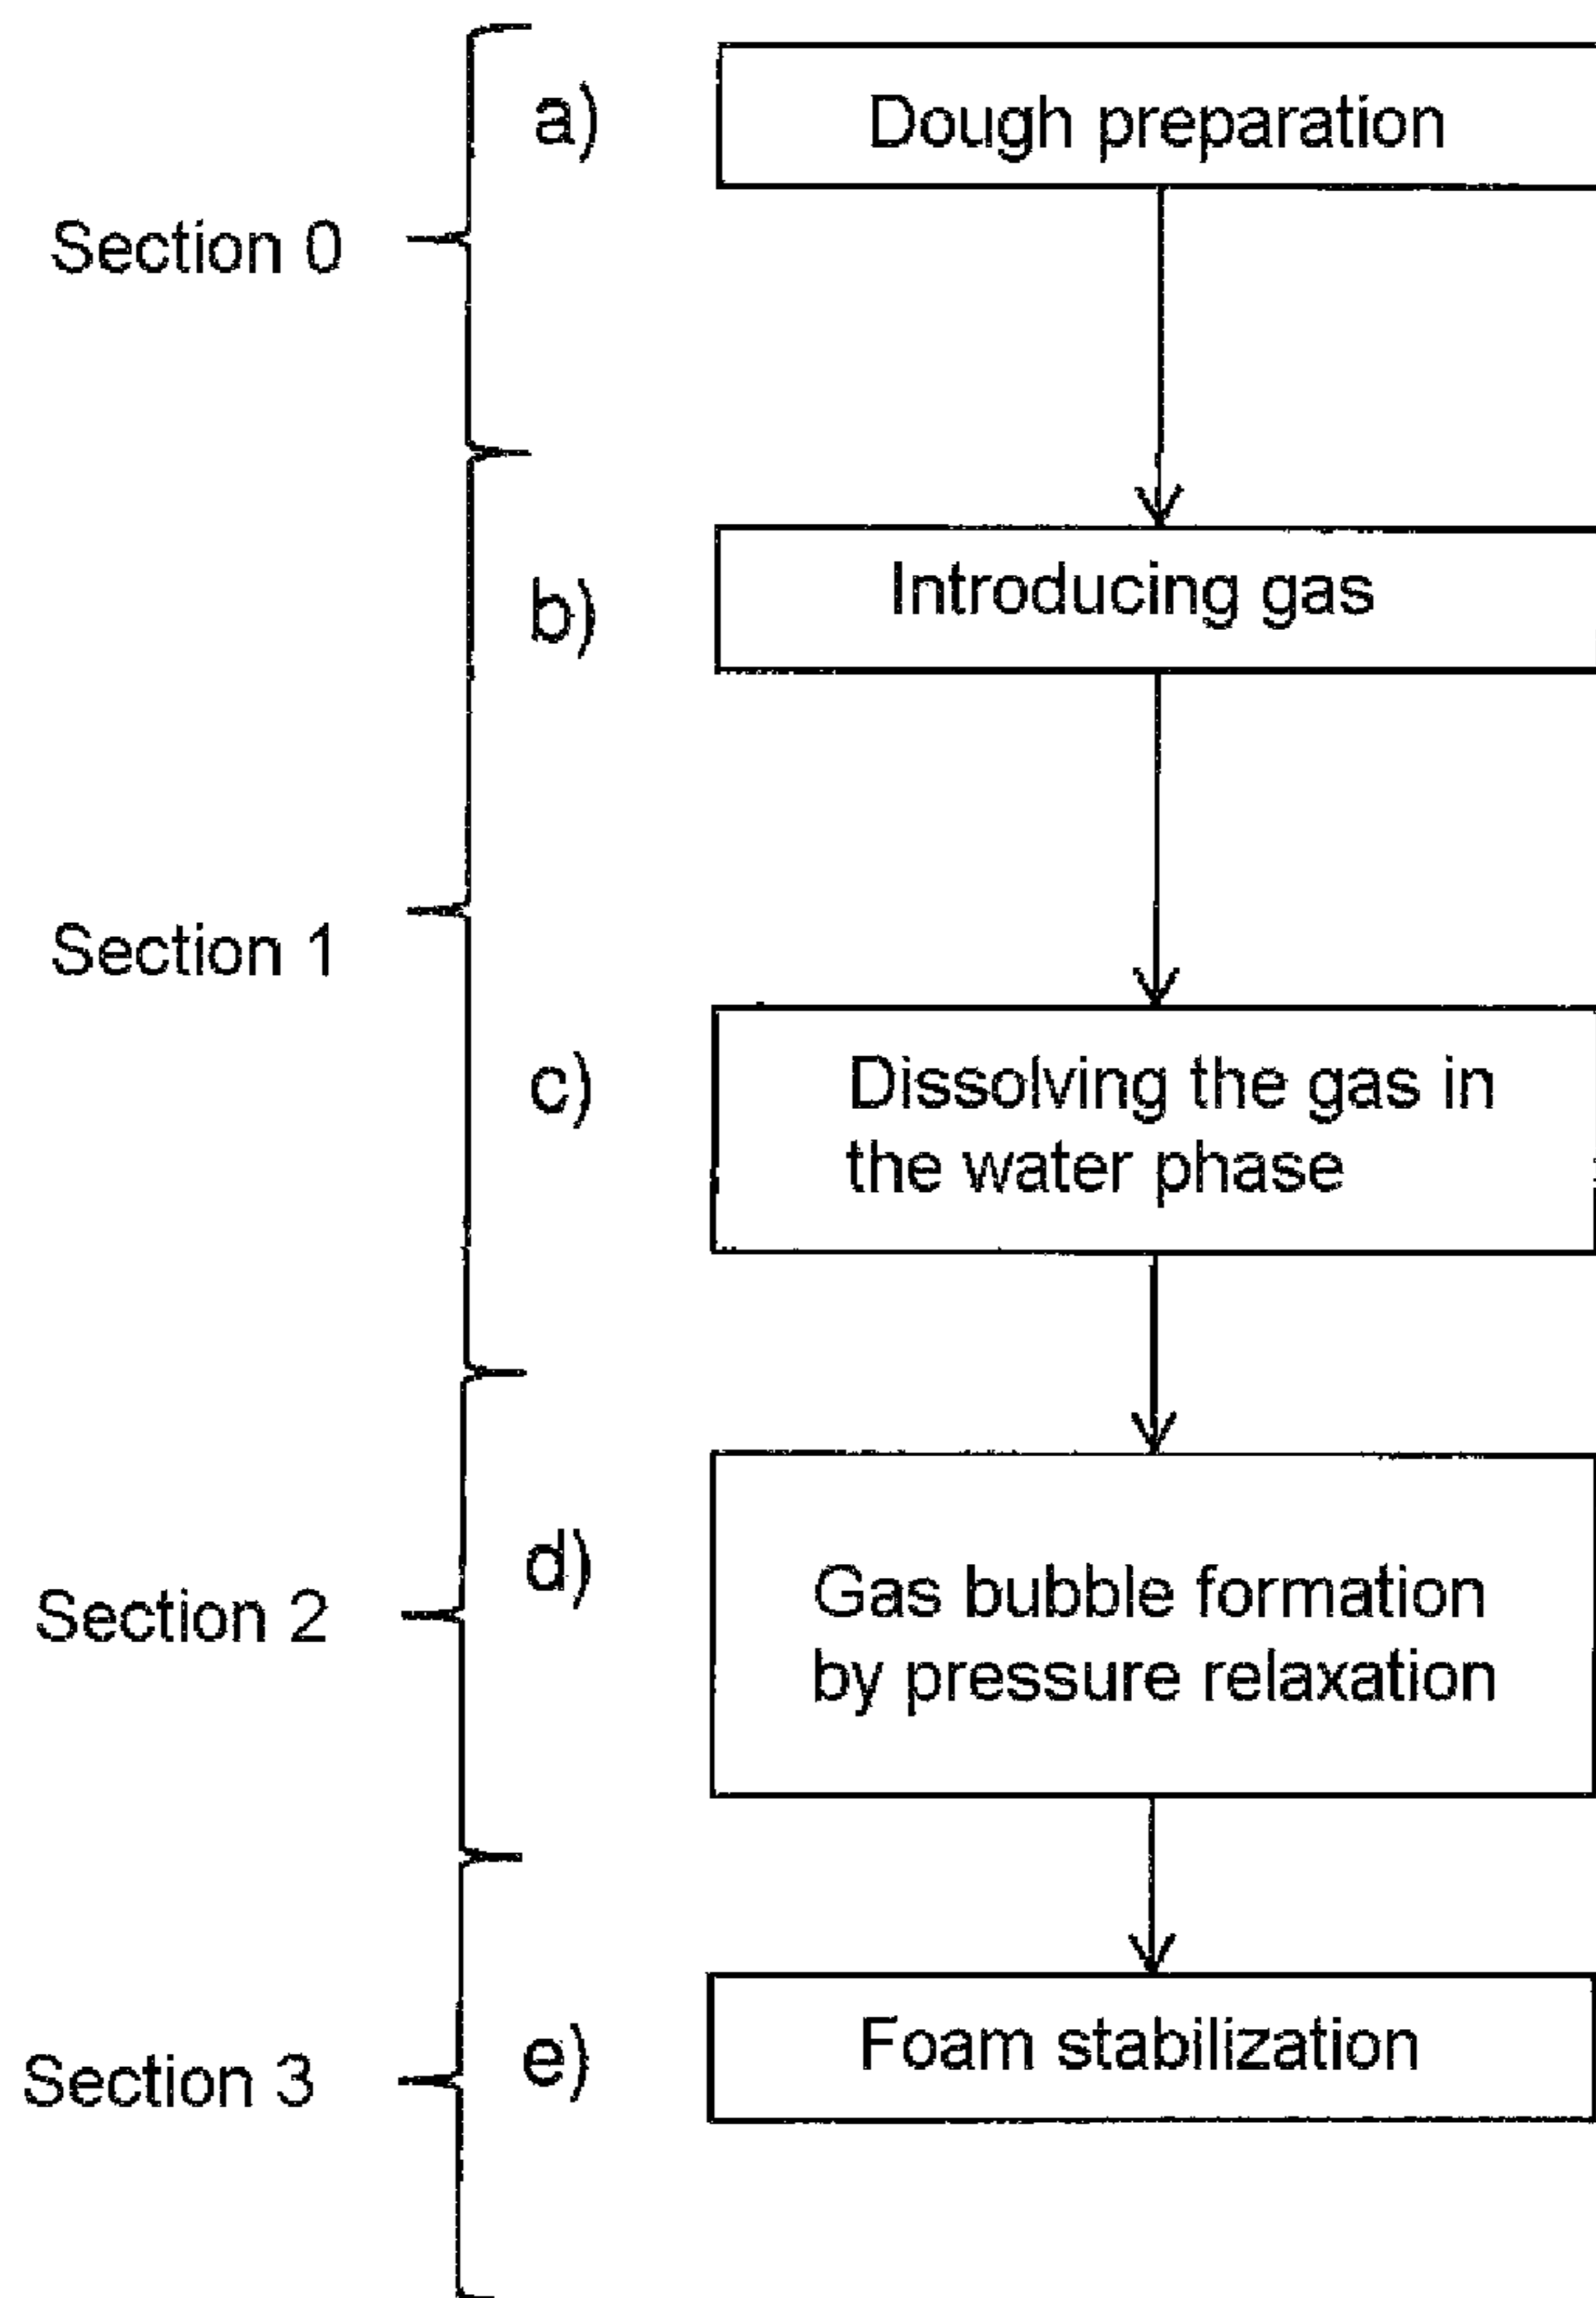 a)
Dough preparation
Section 0
b)
Introducing gas
Section 1
c)
Dissolving the gas in
the water phase
d)
Gas bubble formation
by pressure relaxation
Section 2
e)
Foam stabilization
Section 3